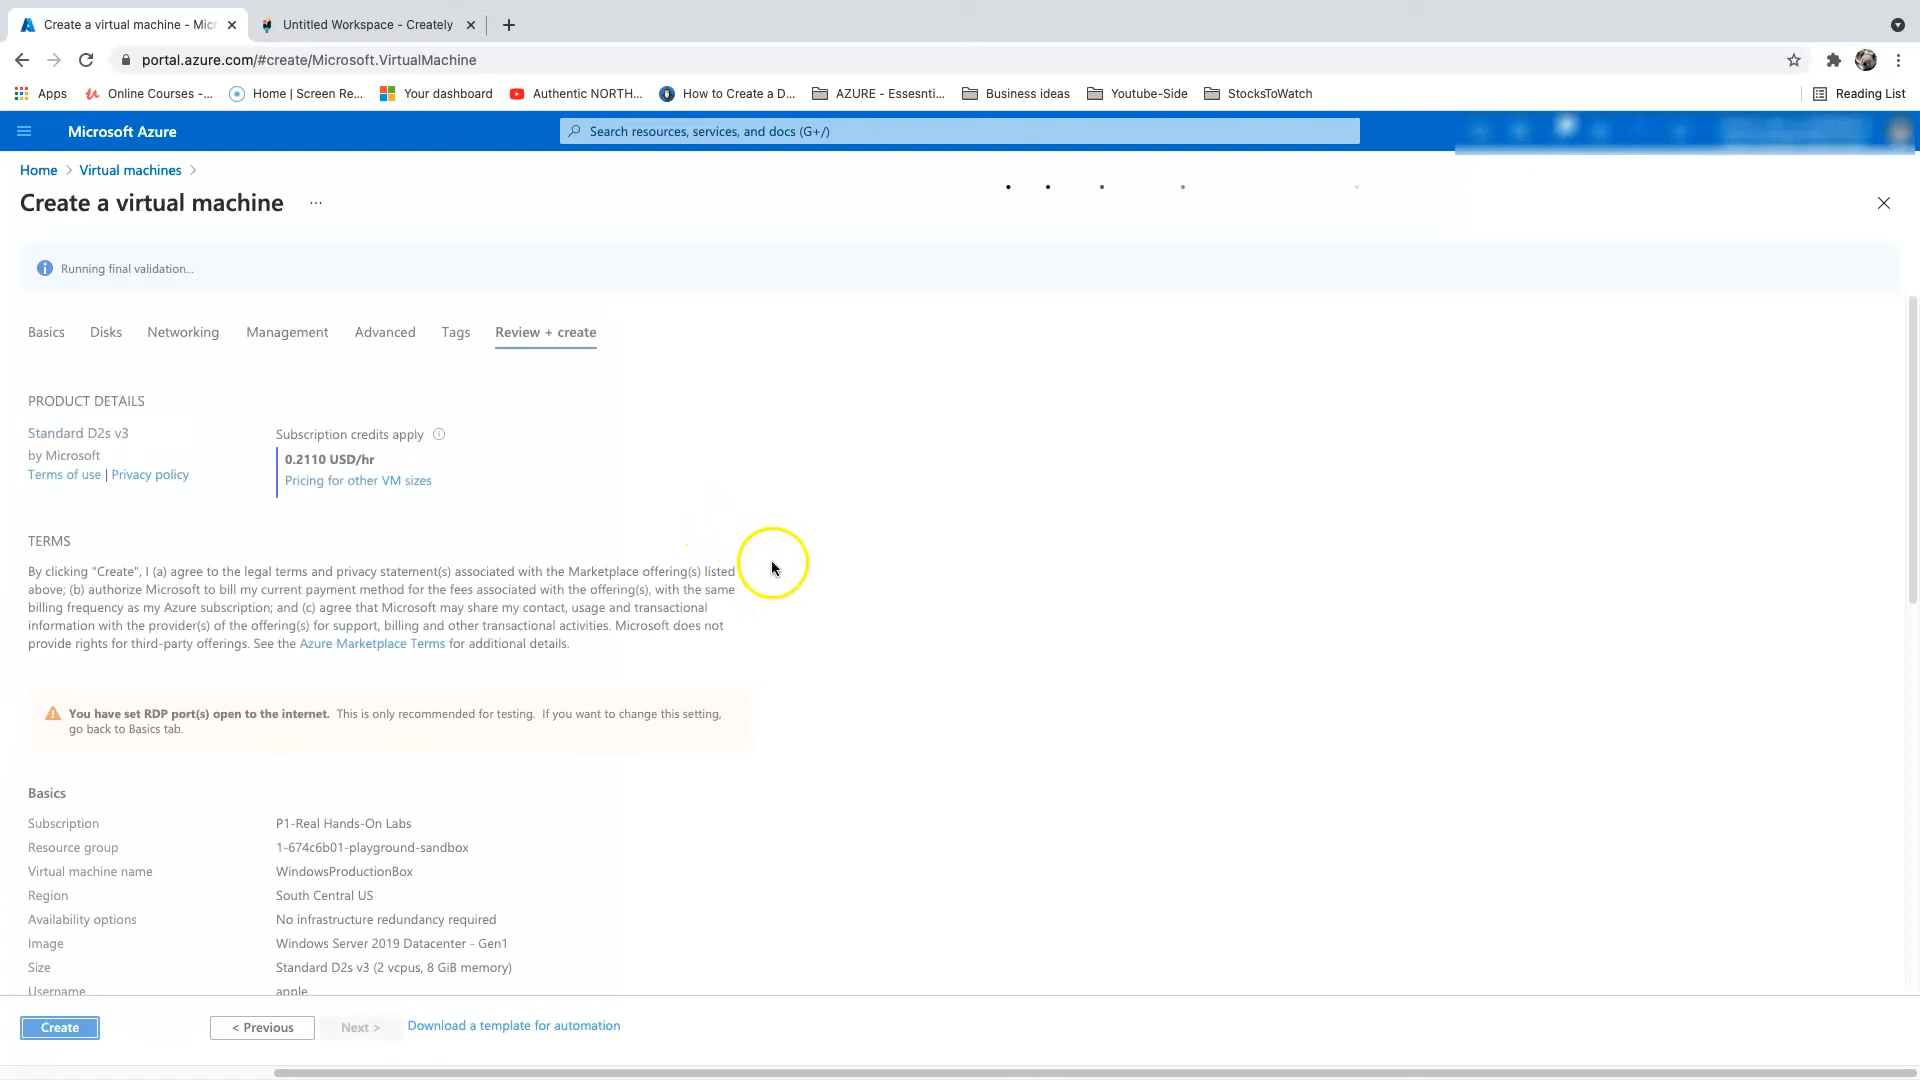 Create a virtual machine - Mic
Untitled Workspace - Creately
portal.azure.com/#create/Microsoft.VirtualMachine
Apps
Online Courses -...
Home | Screen Re...
Your dashboard
Authentic NORTH...
How to Create a D...
AZURE - Essesnti...
Business ideas
Youtube-Side
StocksToWatch
Reading List
Microsoft Azure
Search resources, services, and docs (G+/)
Home > Virtual machines >
Create a virtual machine ...
Running final validation...
Basics Disks Networking Management Advanced Tags Review + create
PRODUCT DETAILS
Standard D2s v3
by Microsoft
Terms of use | Privacy policy
Subscription credits apply
0.2110 USD/hr
Pricing for other VM sizes
TERMS
By clicking "Create", I (a) agree to the legal terms and privacy statement(s) associated with the Marketplace offering(s) listed
above; (b) authorize Microsoft to bill my current payment method for the fees associated with the offering(s), with the same
billing frequency as my Azure subscription; and (c) agree that Microsoft may share my contact, usage and transactional
information with the provider(s) of the offering(s) for support, billing and other transactional activities. Microsoft does not
provide rights for third-party offerings. See the Azure Marketplace Terms for additional details.
You have set RDP port(s) open to the internet. This is only recommended for testing. If you want to change this setting,
go back to Basics tab.
Basics
Subscription P1-Real Hands-On Labs
Resource group 1-674c6b01-playground-sandbox
Virtual machine name WindowsProductionBox
Region South Central US
Availability options No infrastructure redundancy required
Image Windows Server 2019 Datacenter - Gen1
Size Standard D2s v3 (2 vcpus, 8 GiB memory)
Username apple
Create
< Previous
Next >
Download a template for automation